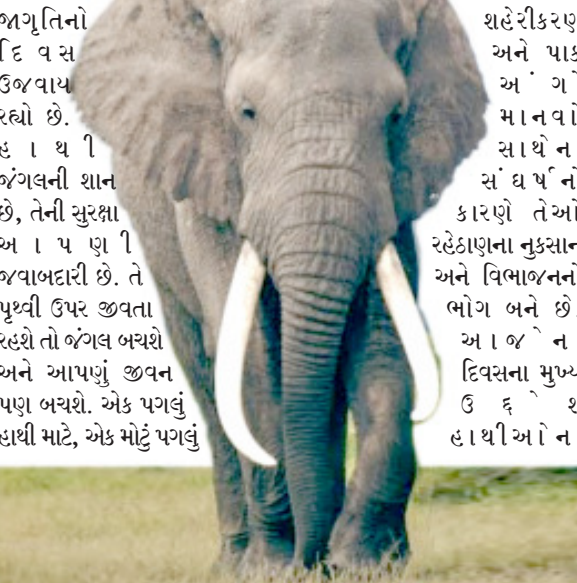 જાગૃતિનો
દિવસ
ઉજવાય
રહ્યો છે.
હાથી
જંગલની શાન
છે, તેની સુરક્ષા
આપણી
જવાબદારી છે. તે
પૃથ્વી ઉપર જીવતા
રહશે તો જંગલ બચશે
અને આપણું જીવન
પણ બચશે. એક પગલું
હાથી માટે, એક મોટું પગલું
શહેરીકરણ
અને પાક
અંગે
માનવો
સાથેન
સંઘર્ષનો
કારણે તેઓ
રહેઠાણના નુકસાન
અને વિભાજનનો
ભોગ બને છે.
આજેન
દિવસના મુખ્ય
ઉદ્દેશ
હાથીઓન